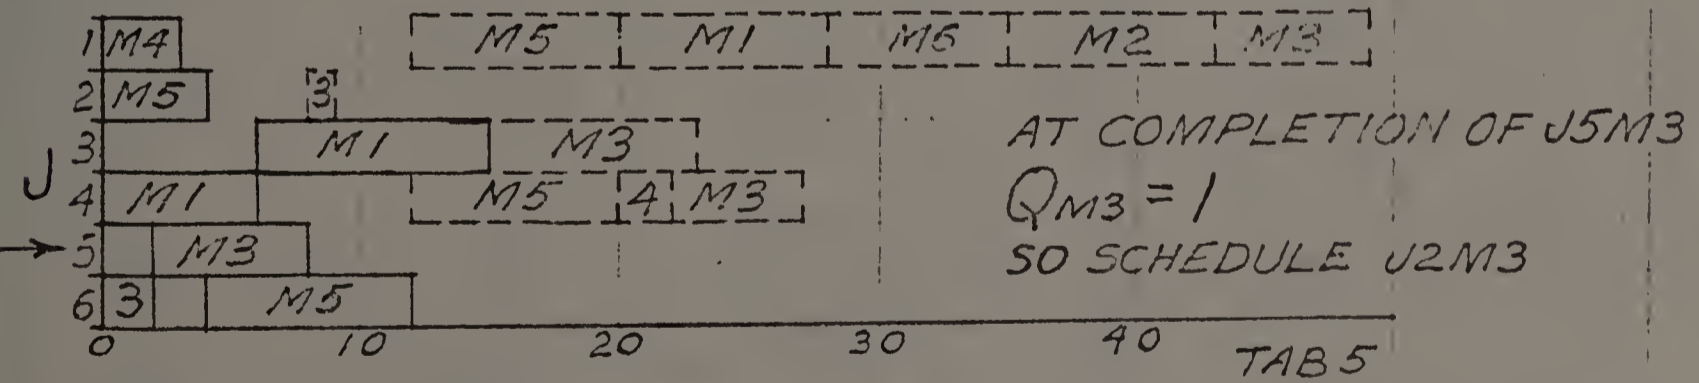 1 M4 M5 M1 M6 M2 M3
2 M5 3
3 M1 M3
AT COMPLETION OF J5M3
J
4 M1 M5 4 M3
QM3 = 1
5 M3
SO SCHEDULE J2M3
6 3 M5
0 10 20 30 40
TAB 5